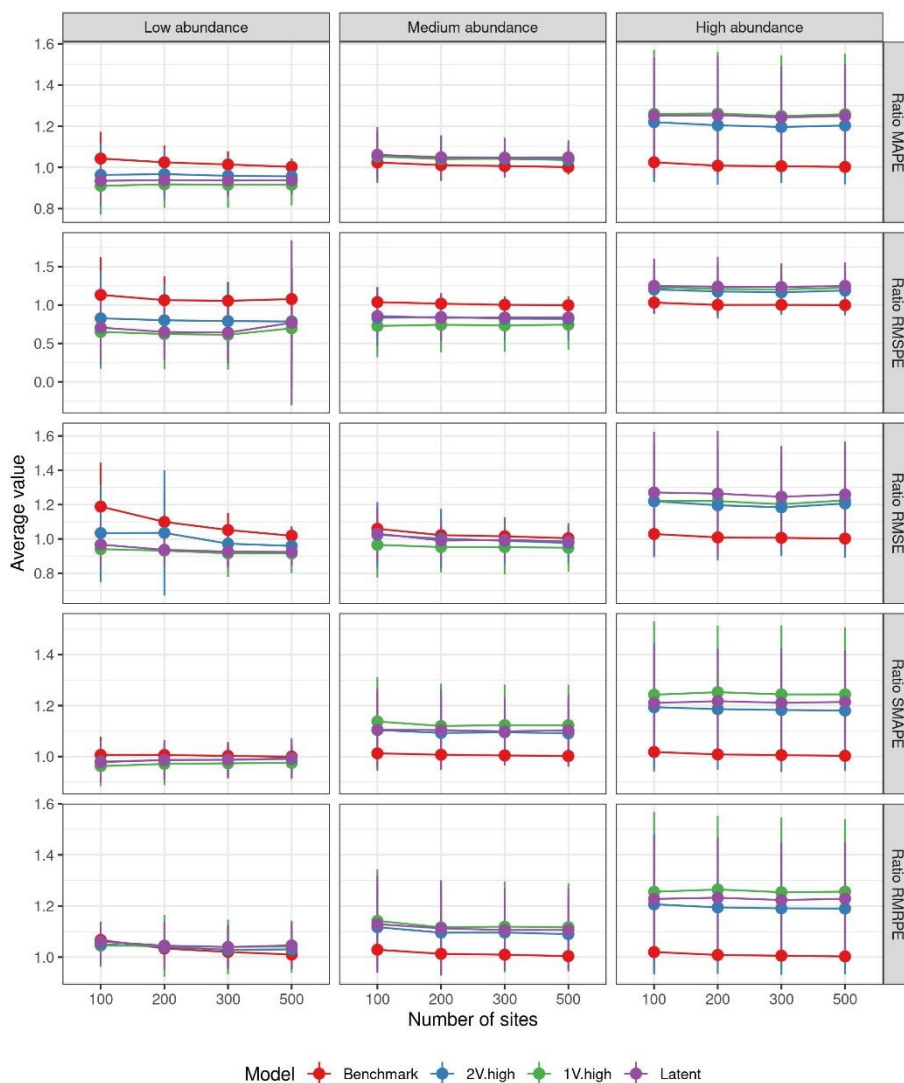 Low abundance Medium abundance High abundance
1.6
1.4
1.2
1.0
0.8
Ratio MAPE
1.5
1.0
0.5
0.0
Ratio RMSPE
1.6
1.4
1.2
1.0
0.8
Ratio RMSE
1.4
1.2
1.0
Ratio SMAPE
1.6
1.4
1.2
1.0
Ratio RMRPE
Average value
100 200 300 500 100 200 300 500 100 200 300 500
Number of sites
Model Benchmark 2V.high 1V.high Latent